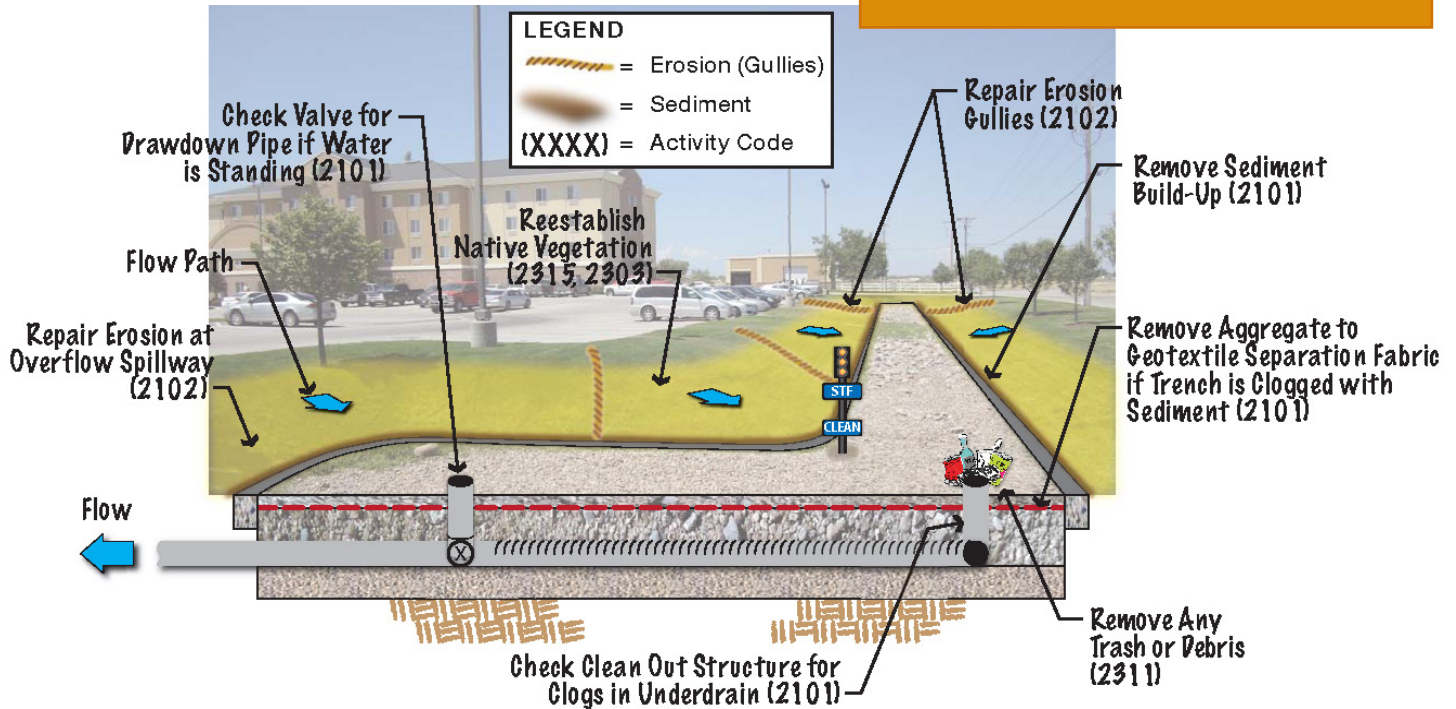 LEGEND
= Erosion (Gullies)
= Sediment
(XXXX) = Activity Code
Check Valve for
Drawdown Pipe if Water
is Standing (2101)
Repair Erosion
Gullies (2102)
Remove Sediment
Build-Up (2101)
Reestablish
Native Vegetation
(2315, 2303)
Flow Path
Repair Erosion at
Overflow Spillway
(2102)
Remove Aggregate to
Geotextile Separation Fabric
if Trench is Clogged with
Sediment (2101)
STF
CLEAN
Flow
X
Remove Any
Trash or Debris
(2311)
Check Clean Out Structure for
Clogs in Underdrain (2101)